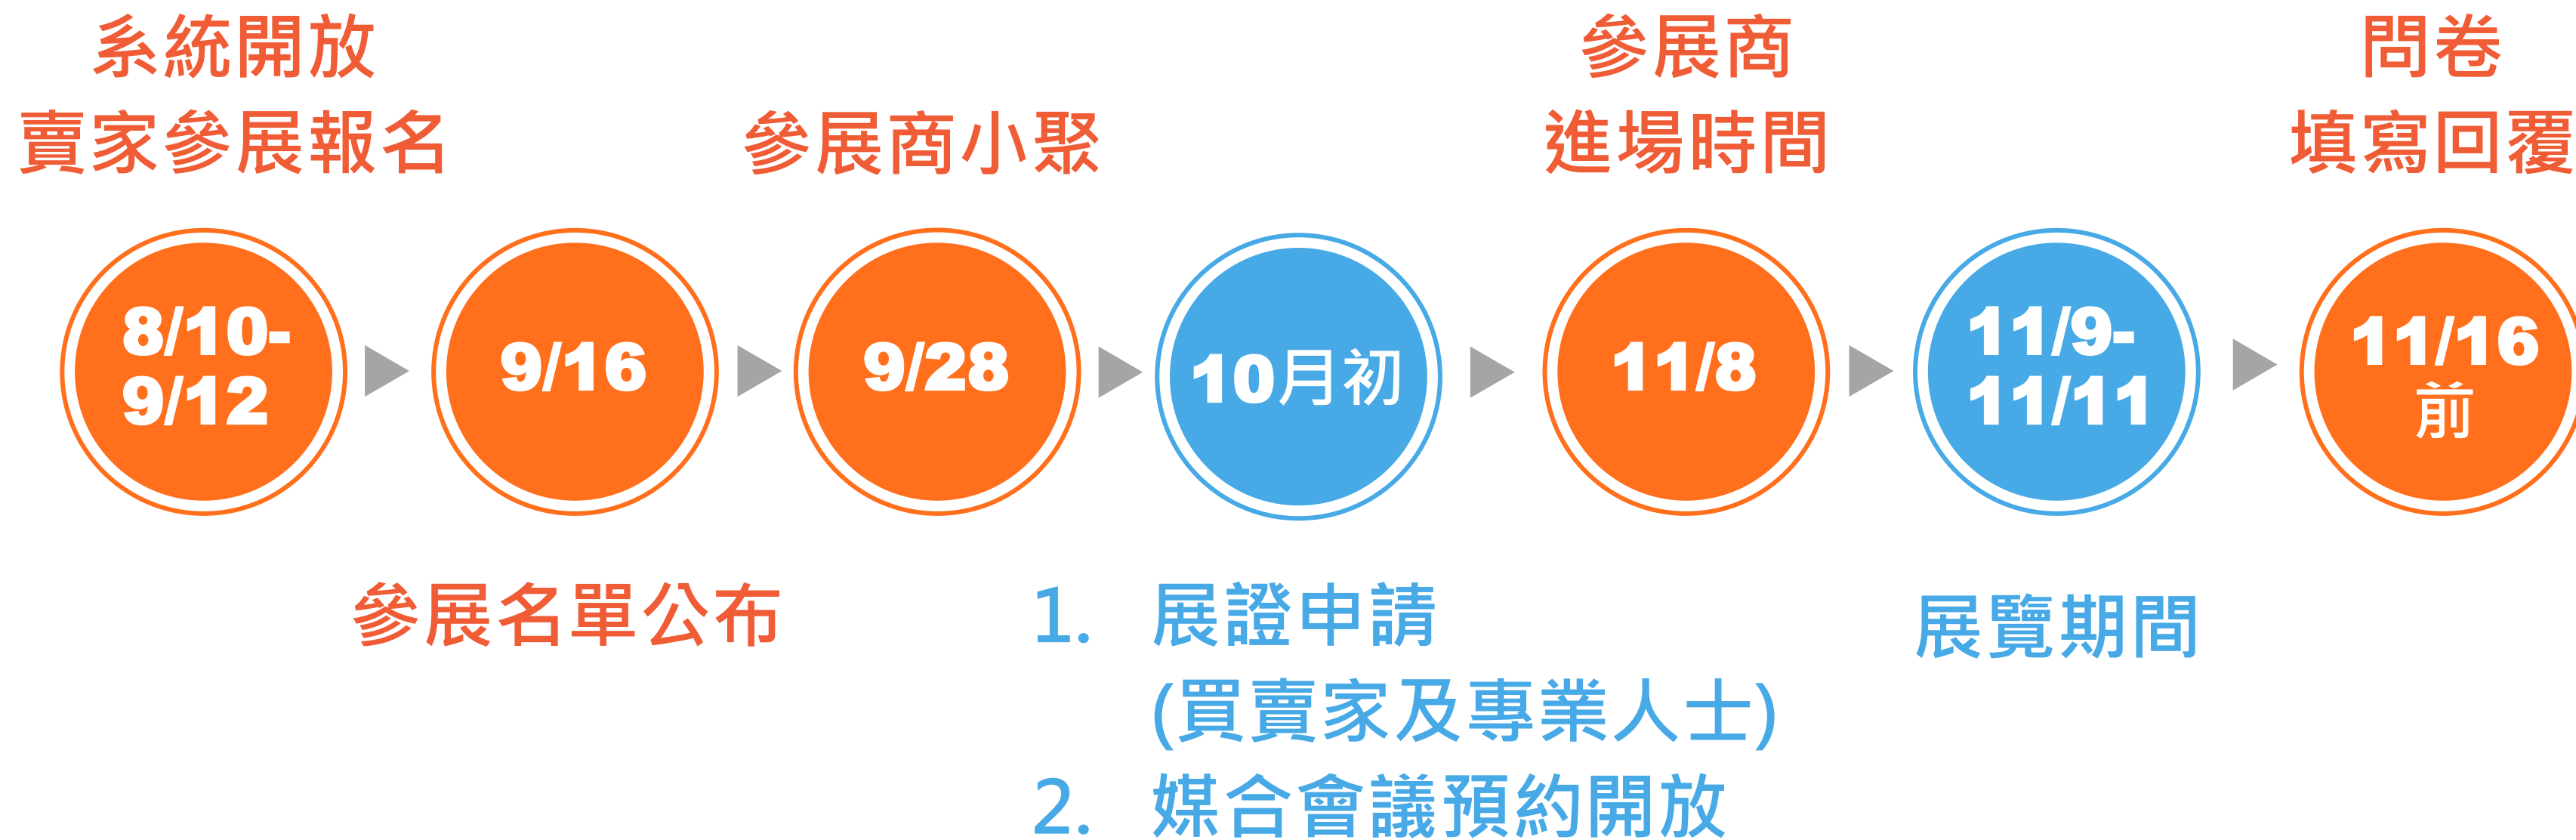 系統開放
賣家參展報名
8/10-
9/12
9/16
參展名單公布
參展商小聚
9/28
10月初
1. 展證申請
(買賣家及專業人士)
2. 媒合會議預約開放
參展商
進場時間
11/8
11/9-
11/11
展覽期間
問卷
填寫回覆
11/16
前